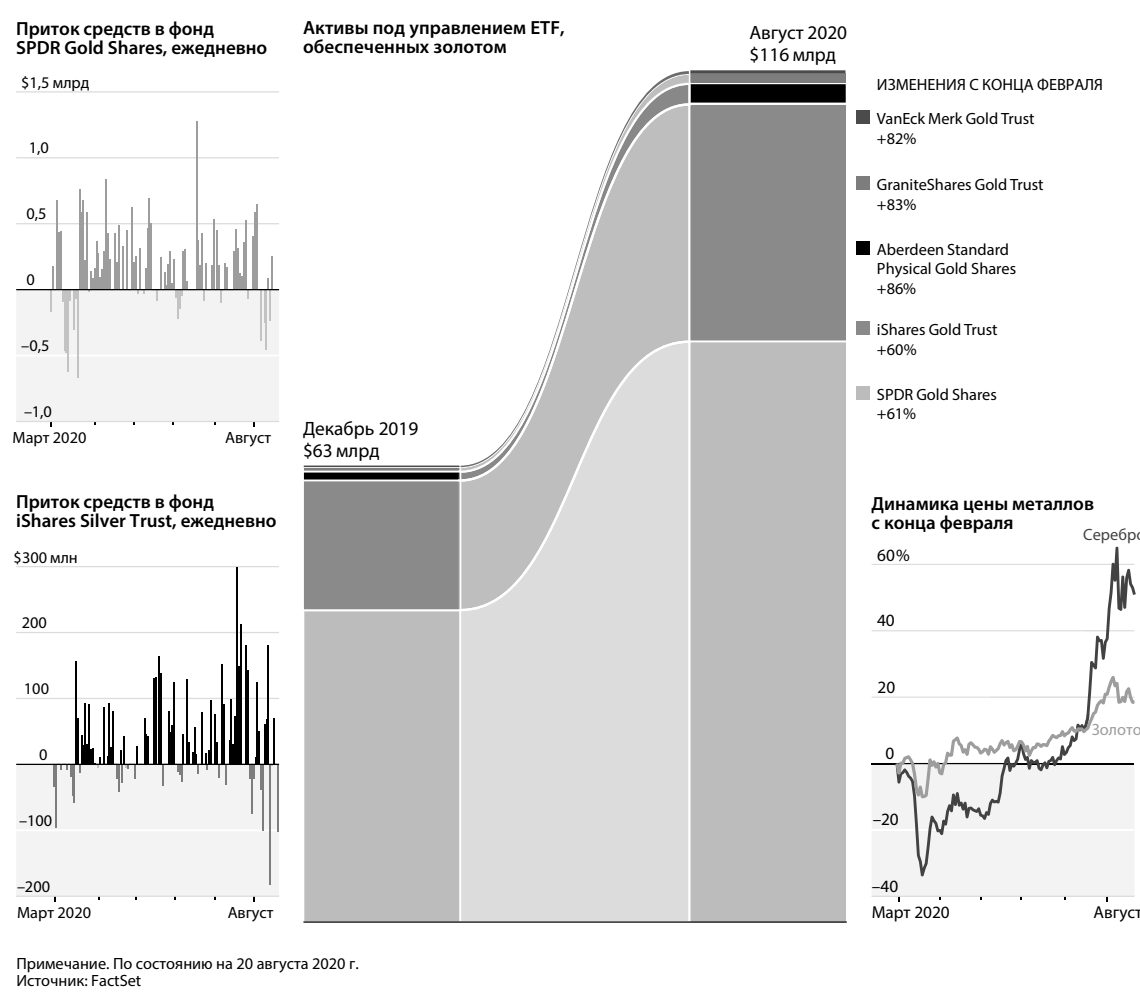 Приток средств в фонд
SPDR Gold Shares, ежедневно
$1,5 млрд
1,0
0,5
0
–0,5
–1,0
Март 2020
Август
Приток средств в фонд
iShares Silver Trust, ежедневно
$300 млн
200
100
0
–100
–200
Март 2020
Август
Активы под управлением ETF,
обеспеченных золотом
Декабрь 2019
$63 млрд
Август 2020
$116 млрд
ИЗМЕНЕНИЯ С КОНЦА ФЕВРАЛЯ
VanEck Merk Gold Trust
+82%
GraniteShares Gold Trust
+83%
Aberdeen Standard
Physical Gold Shares
+86%
iShares Gold Trust
+60%
SPDR Gold Shares
+61%
Динамика цены металлов
с конца февраля
Серебро
60%
40
20
Золото
0
–20
–40
Март 2020
Август
Примечание. По состоянию на 20 августа 2020 г.
Источник: FactSet